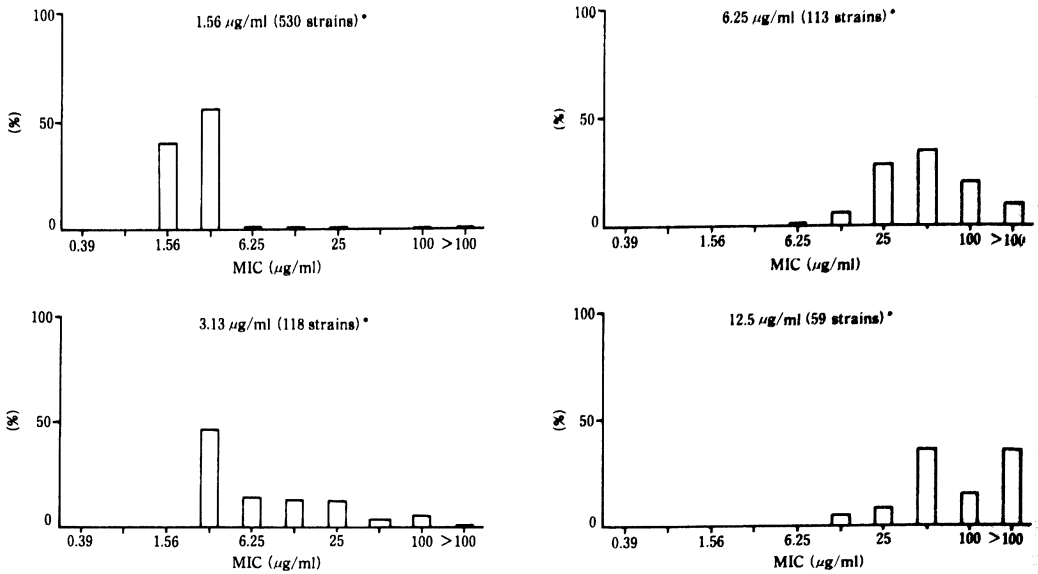 1.56 μg/ml (530 strains)*
100
50
0
(%)
0.39 1.56 6.25 25 100 >100
MIC (μg/ml)
6.25 μg/ml (113 strains)*
100
50
0
(%)
0.39 1.56 6.25 25 100 >100
MIC (μg/ml)
3.13 μg/ml (118 strains)*
100
50
0
(%)
0.39 1.56 6.25 25 100 >100
MIC (μg/ml)
12.5 μg/ml (59 strains)*
100
50
0
(%)
0.39 1.56 6.25 25 100 >100
MIC (μg/ml)